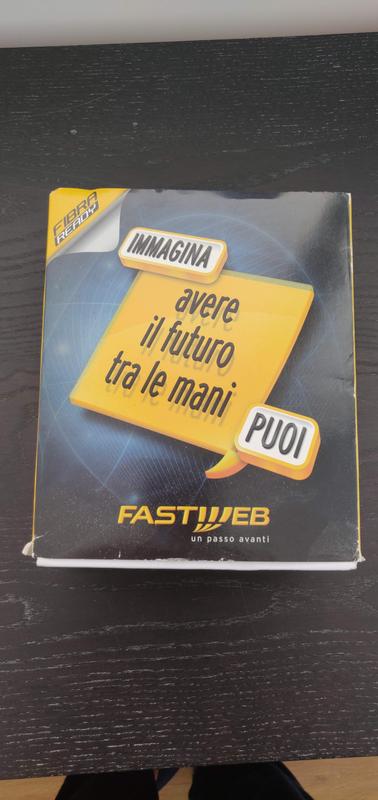 FIBRA
READY
IMMAGINA
avere
il futuro
tra le mani
PUOI
FASTWEB
un passo avanti